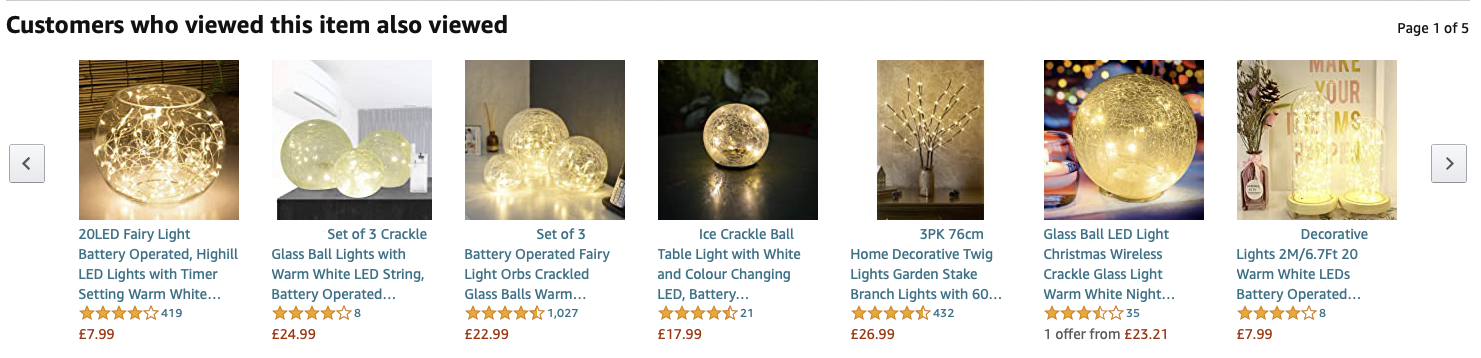 Customers who viewed this item also viewed
Page 1 of 5
MAKE
YOUR
20LED Fairy Light
Battery Operated, Highill
LED Lights with Timer
Setting Warm White…
419
£7.99
Set of 3 Crackle
Glass Ball Lights with
Warm White LED String,
Battery Operated…
8
£24.99
Set of 3
Battery Operated Fairy
Light Orbs Crackled
Glass Balls Warm…
1,027
£22.99
Ice Crackle Ball
Table Light with White
and Colour Changing
LED, Battery…
21
£17.99
3PK 76cm
Home Decorative Twig
Lights Garden Stake
Branch Lights with 60…
432
£26.99
Glass Ball LED Light
Christmas Wireless
Crackle Glass Light
Warm White Night…
35
1 offer from £23.21
Decorative
Lights 2M/6.7Ft 20
Warm White LEDs
Battery Operated…
8
£7.99